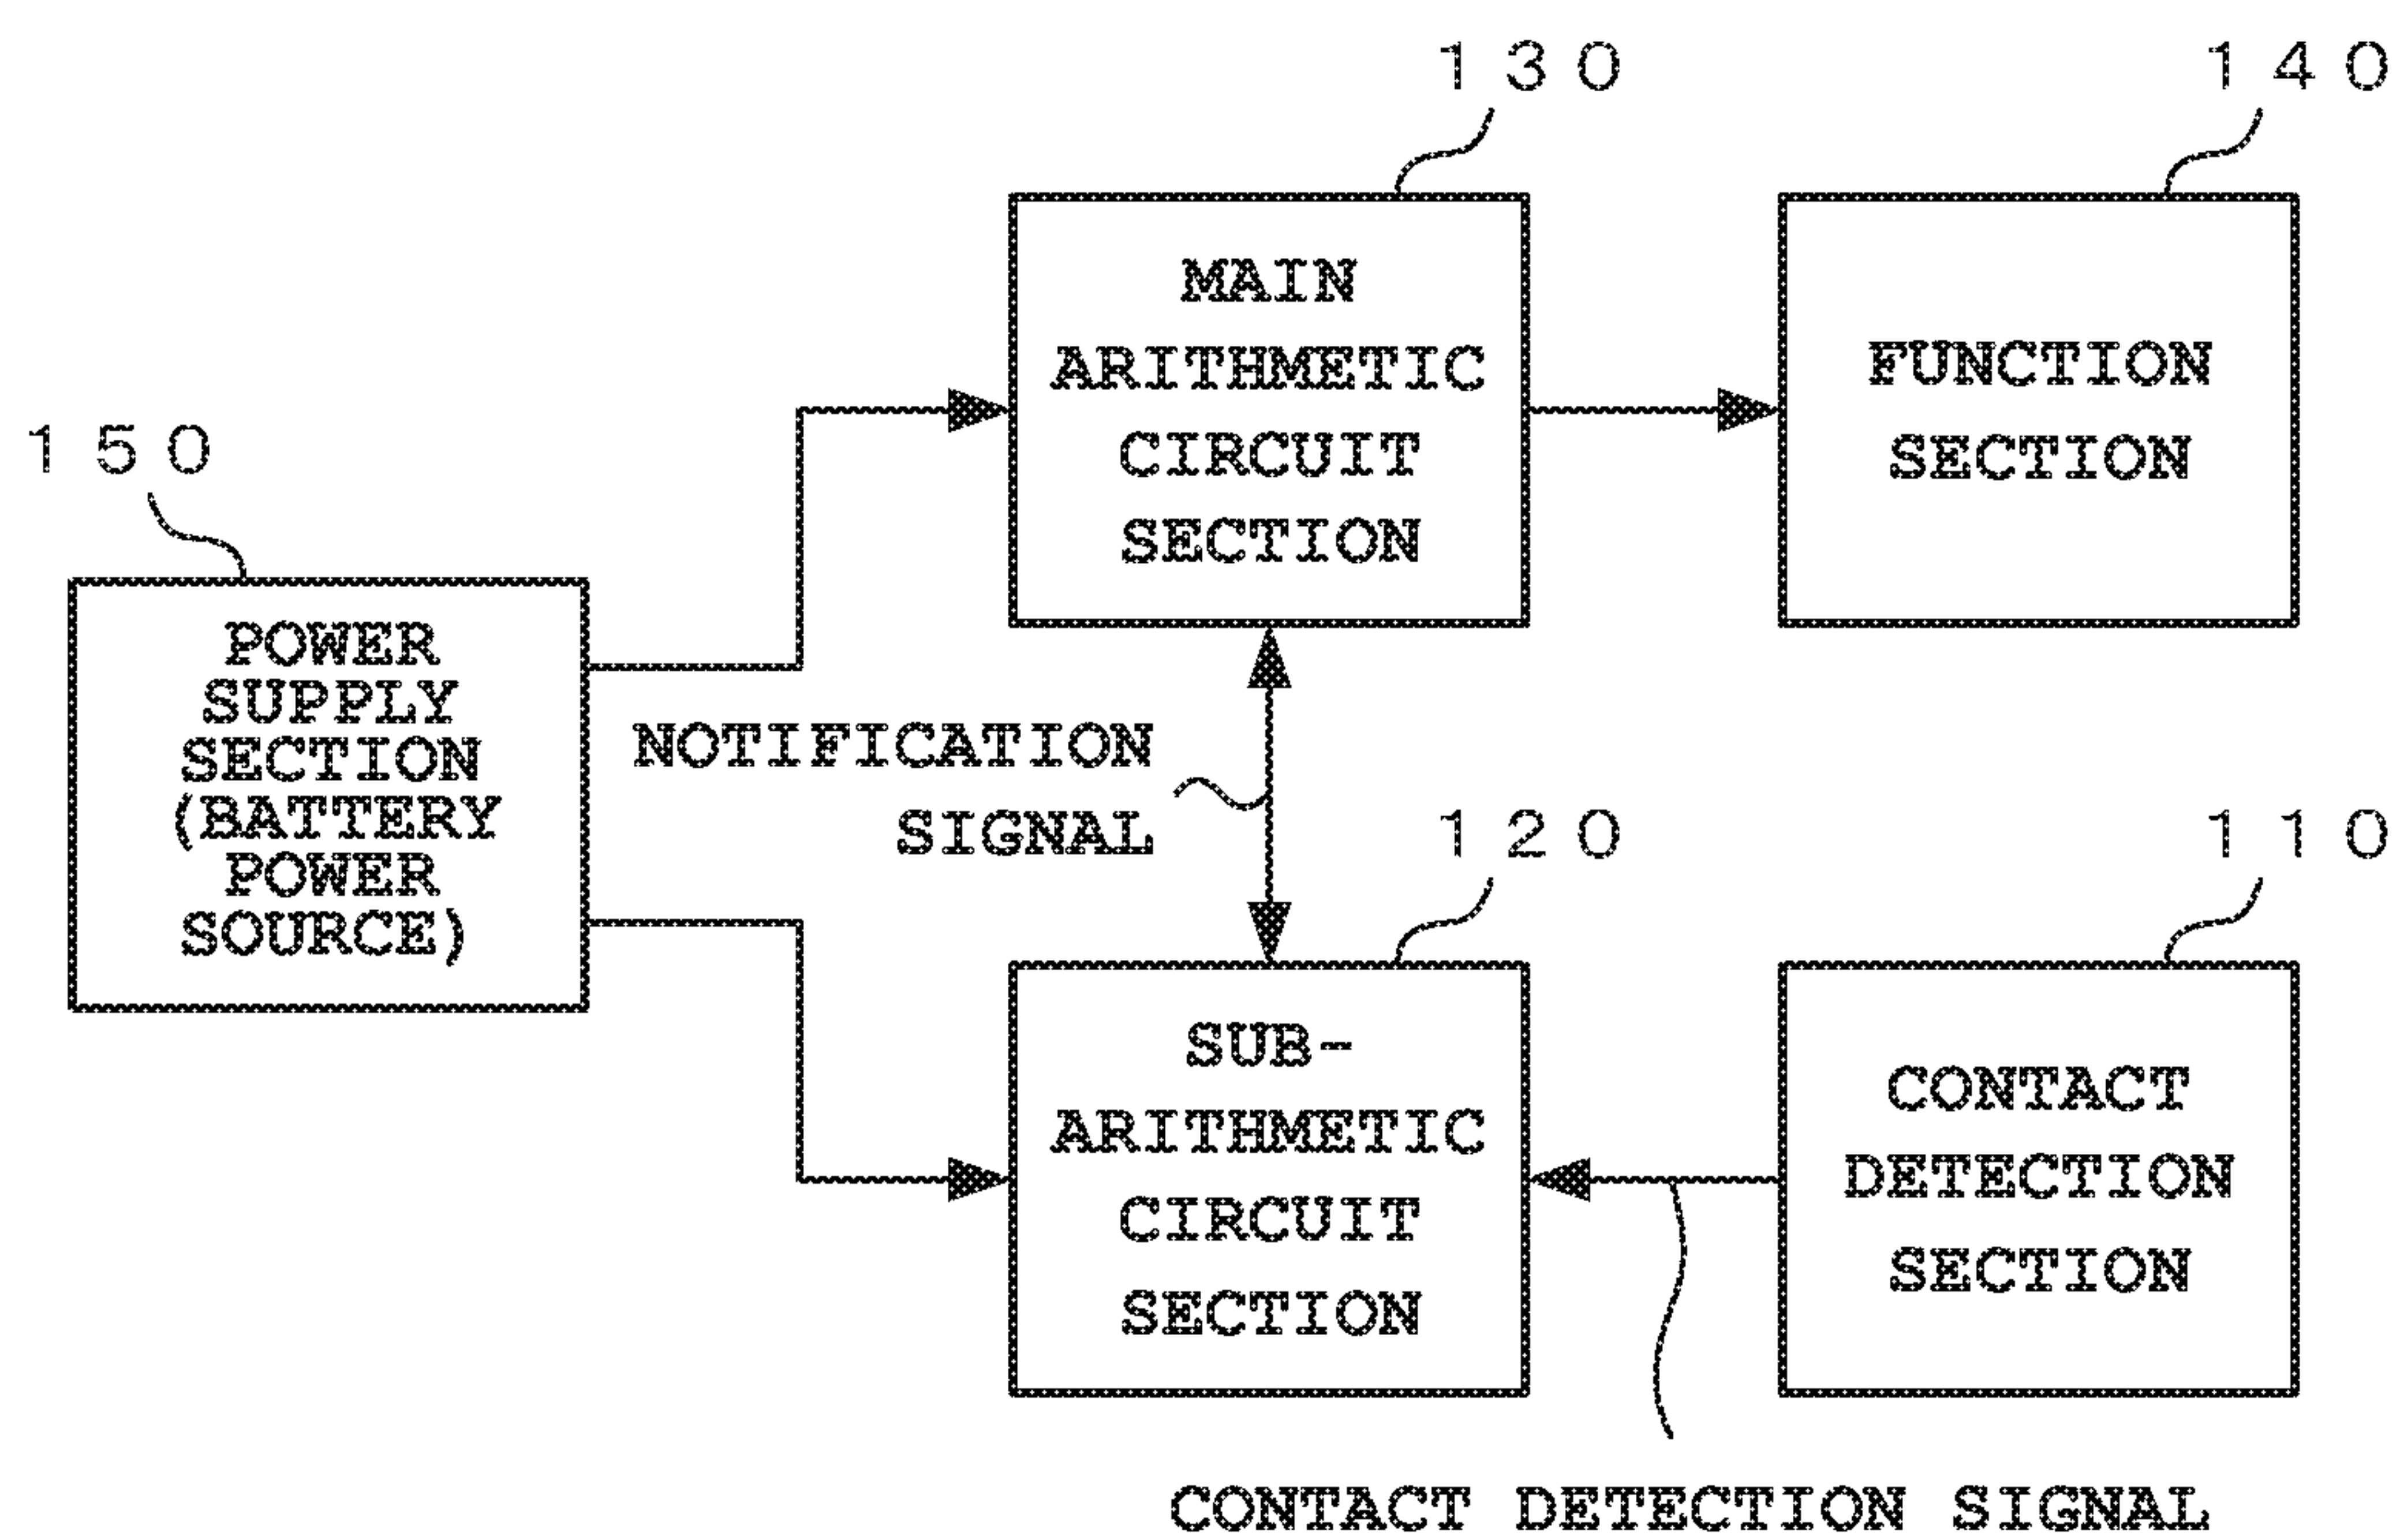 130
140
MAIN
ARITHMETIC
CIRCUIT
SECTION
FUNCTION
SECTION
150
POWER
SUPPLY
SECTION
(BATTERY
POWER
SOURCE)
NOTIFICATION
SIGNAL
120
110
SUB-
ARITHMETIC
CIRCUIT
SECTION
CONTACT
DETECTION
SECTION
CONTACT DETECTION SIGNAL